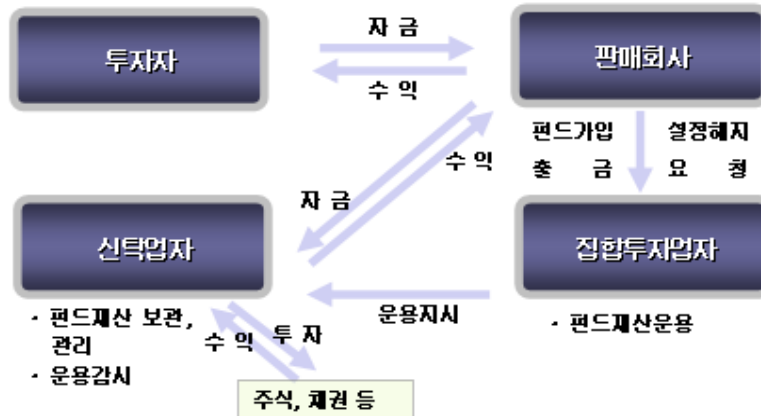 자 금
투자자
판매회사
수 익
펀드가입 설정해지
출 금 요 청
수 익
자 금
신탁업자
집합투자업자
운용지시
· 펀드재산 보관, 관리
· 운용감시
수 익
투 자
· 펀드재산운용
주식, 채권 등